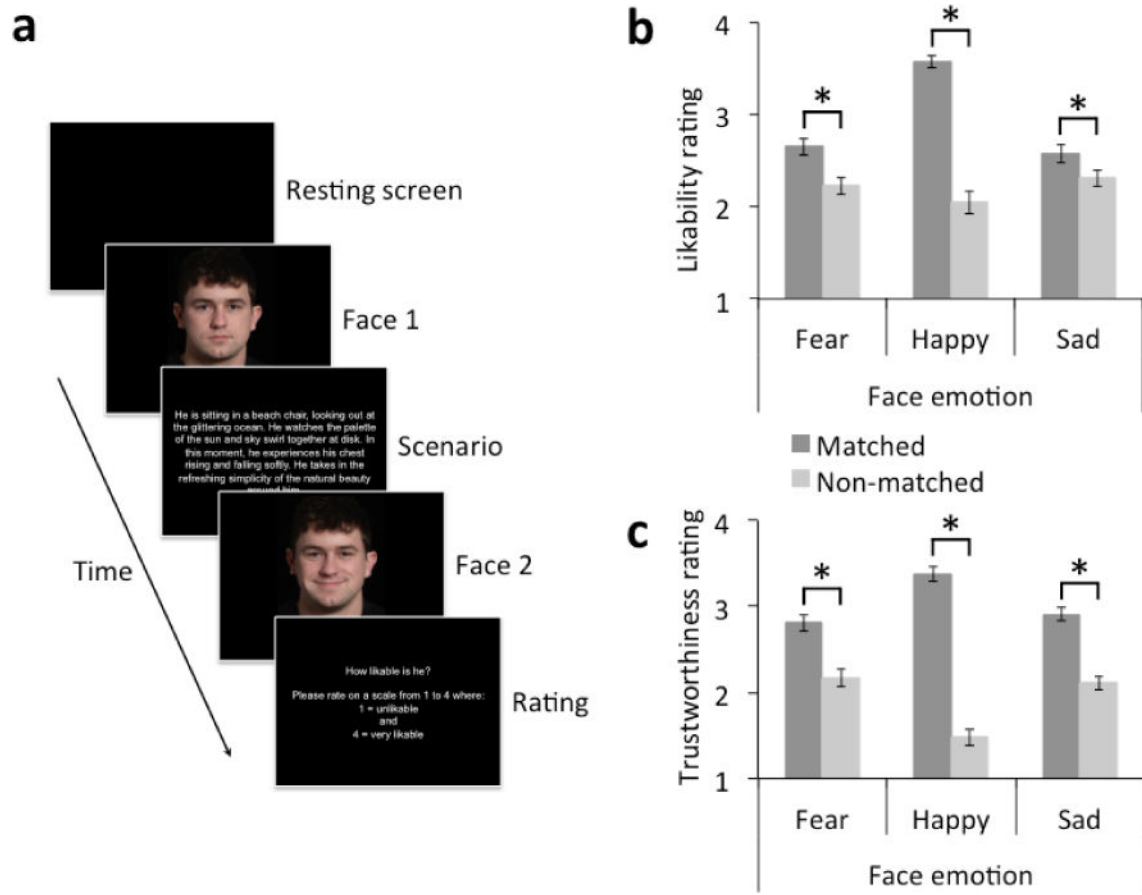 a
Resting screen
Face 1
He is sitting in a beach chair, looking out at
the glittering ocean. He watches the palette
of the sun and sky swirl together at disk. In
this moment, he experiences his chest
rising and falling softly. He takes in the
refreshing simplicity of the natural beauty
around him.
Scenario
Face 2
How likable is he?
Please rate on a scale from 1 to 4 where:
1 = unlikable
and
4 = very likable
Rating
Time
b
Likability rating
4
3
2
1
*
*
*
Fear
Happy
Sad
Face emotion
Matched
Non-matched
c
Trustworthiness rating
4
3
2
1
*
*
*
Fear
Happy
Sad
Face emotion